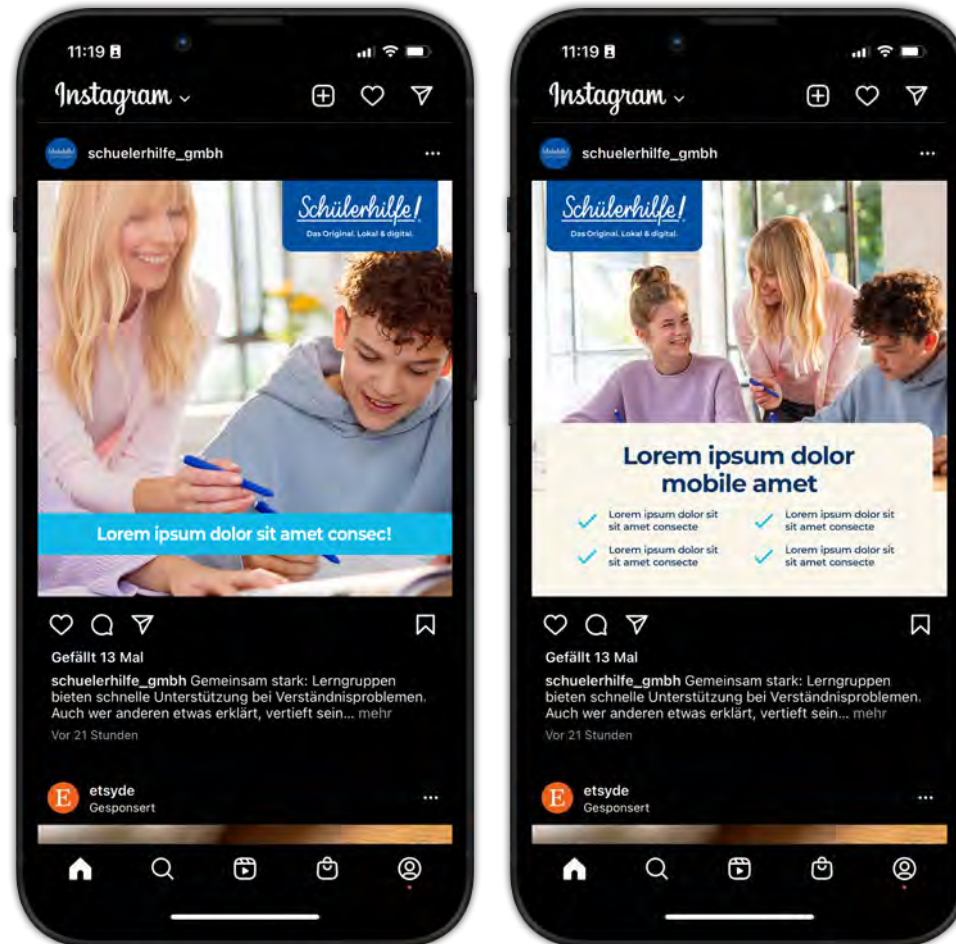 11:19
Instagram
schuelerhilfe_gmbh
Schülerhilfe!
Das Original. Lokal & digital.
Lorem ipsum dolor sit amet consec!
Gefällt 13 Mal
schuelerhilfe_gmbh Gemeinsam stark: Lerngruppen
bieten schnelle Unterstützung bei Verständnisproblemen.
Auch wer anderen etwas erklärt, vertieft sein... mehr
Vor 21 Stunden
E
etsyde
Gesponsert
11:19
Instagram
schuelerhilfe_gmbh
Schülerhilfe!
Das Original. Lokal & digital.
Lorem ipsum dolor
mobile amet
Lorem ipsum dolor sit
sit amet consecte
Lorem ipsum dolor sit
sit amet consecte
Lorem ipsum dolor sit
sit amet consecte
Lorem ipsum dolor sit
sit amet consecte
Gefällt 13 Mal
schuelerhilfe_gmbh Gemeinsam stark: Lerngruppen
bieten schnelle Unterstützung bei Verständnisproblemen.
Auch wer anderen etwas erklärt, vertieft sein... mehr
Vor 21 Stunden
E
etsyde
Gesponsert